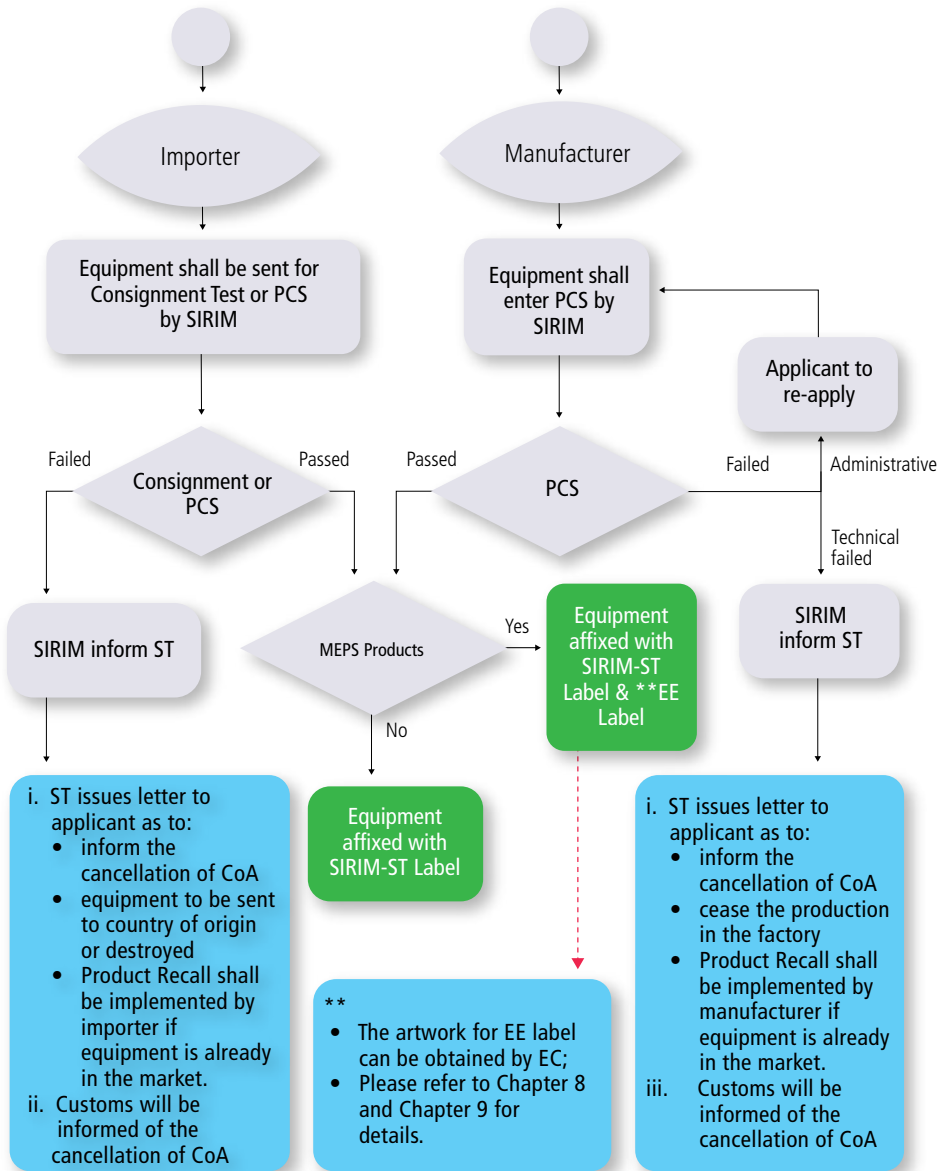 Importer
Manufacturer
Equipment shall be sent for
Consignment Test or PCS
by SIRIM
Equipment shall
enter PCS by
SIRIM
Applicant to
re-apply
Failed
Passed
Consignment or
PCS
Passed
PCS
Failed
Administrative
Technical
failed
SIRIM inform ST
MEPS Products
Yes
No
Equipment
affixed with
SIRIM-ST
Label & **EE
Label
SIRIM
inform ST
i. ST issues letter to
applicant as to:
• inform the
cancellation of CoA
• equipment to be sent
to country of origin
or destroyed
• Product Recall shall
be implemented by
importer if
equipment is already
in the market.
ii. Customs will be
informed of the
cancellation of CoA
Equipment
affixed with
SIRIM-ST Label
**
• The artwork for EE label
can be obtained by EC;
• Please refer to Chapter 8
and Chapter 9 for
details.
i. ST issues letter to
applicant as to:
• inform the
cancellation of CoA
• cease the production
in the factory
• Product Recall shall
be implemented by
manufacturer if
equipment is already
in the market.
iii. Customs will be
informed of the
cancellation of CoA